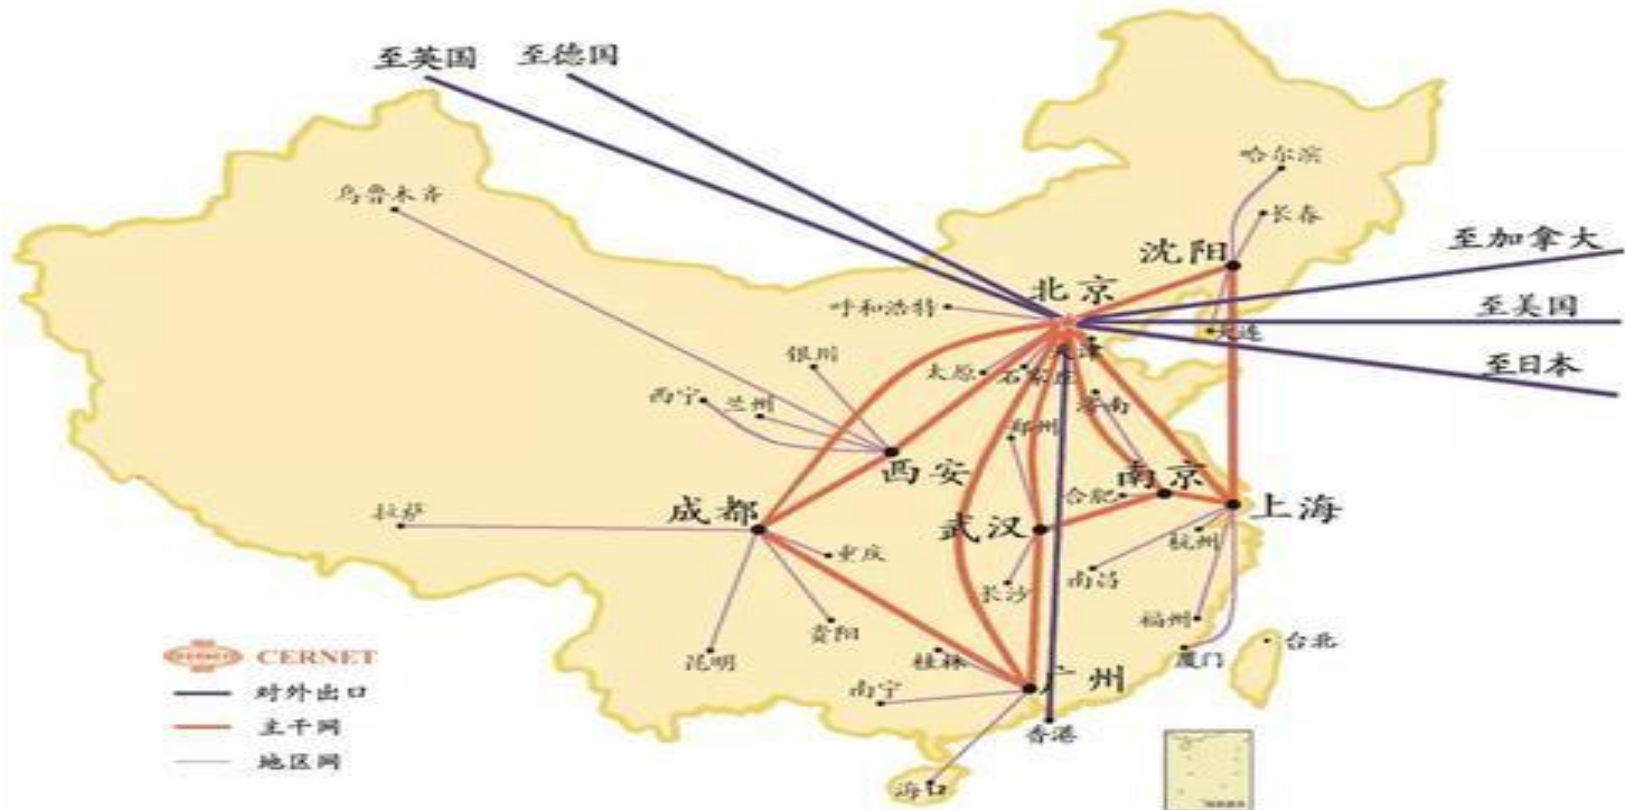 至英国
至德国
哈尔滨
乌鲁木齐
长春
至加拿大
沈阳
北京
呼和浩特
至美国
大连
天津
银川
太原
石家庄
至日本
西宁
兰州
济南
郑州
西安
南京
合肥
成都
武汉
上海
拉萨
杭州
重庆
南昌
长沙
贵阳
福州
台北
昆明
桂林
厦门
CERNET
南宁
广州
对外出口
主干网
香港
地区网
海口